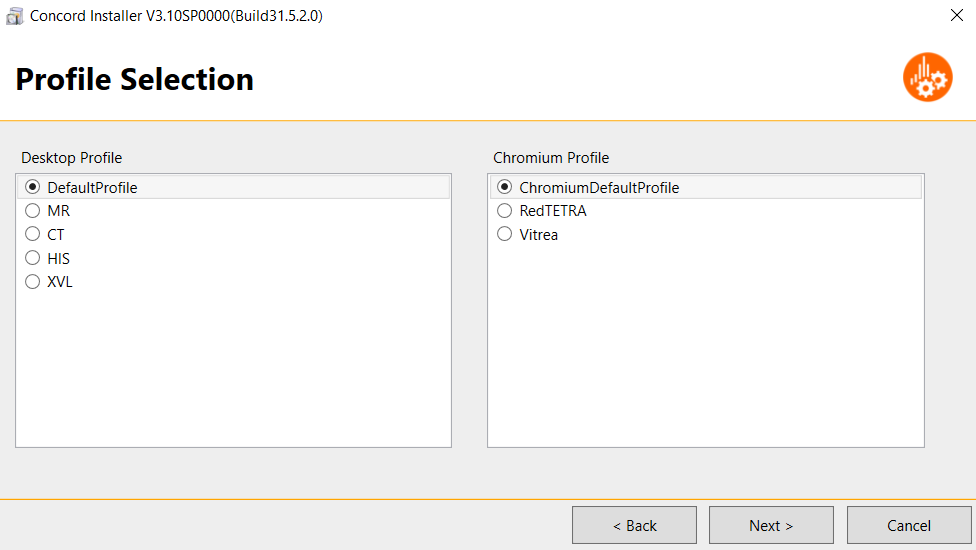 Concord Installer V3.10SP0000(Build31.5.2.0)
Profile Selection
Desktop Profile
DefaultProfile
MR
CT
HIS
XVL
Chromium Profile
ChromiumDefaultProfile
RedTETRA
Vitrea
< Back
Next >
Cancel